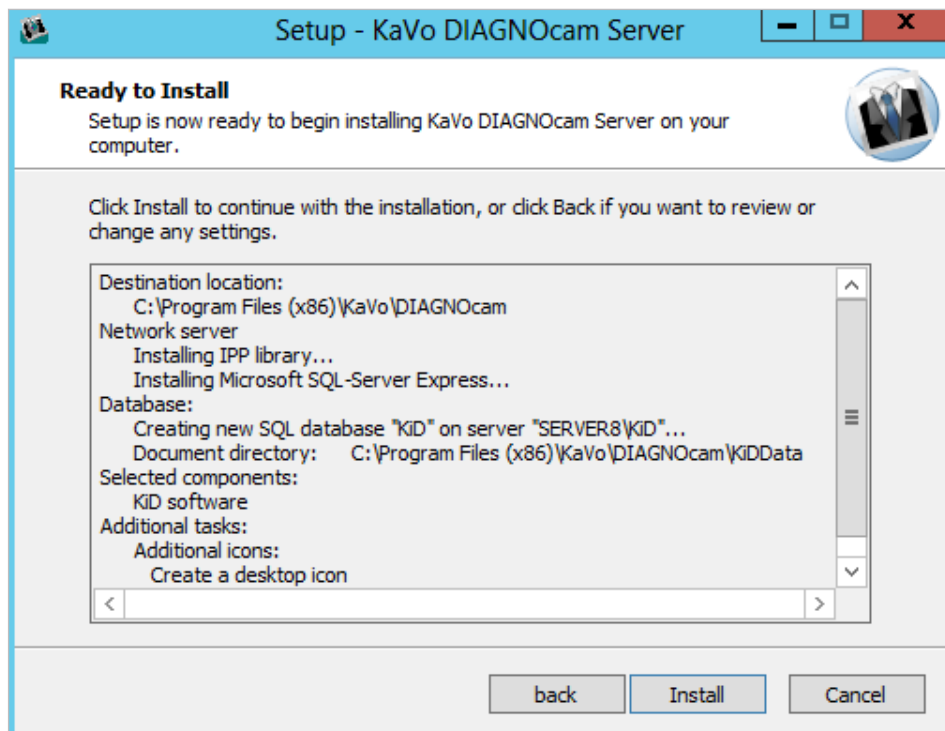 Setup - KaVo DIAGNOcam Server
Ready to Install
Setup is now ready to begin installing KaVo DIAGNOcam Server on your
computer.
Click Install to continue with the installation, or click Back if you want to review or
change any settings.
Destination location:
C:\Program Files (x86)\KaVo\DIAGNOcam
Network server
Installing IPP library...
Installing Microsoft SQL-Server Express...
Database:
Creating new SQL database "KiD" on server "SERVER8\KiD"...
Document directory: C:\Program Files (x86)\KaVo\DIAGNOcam\KiDData
Selected components:
KiD software
Additional tasks:
Additional icons:
Create a desktop icon
back Install Cancel